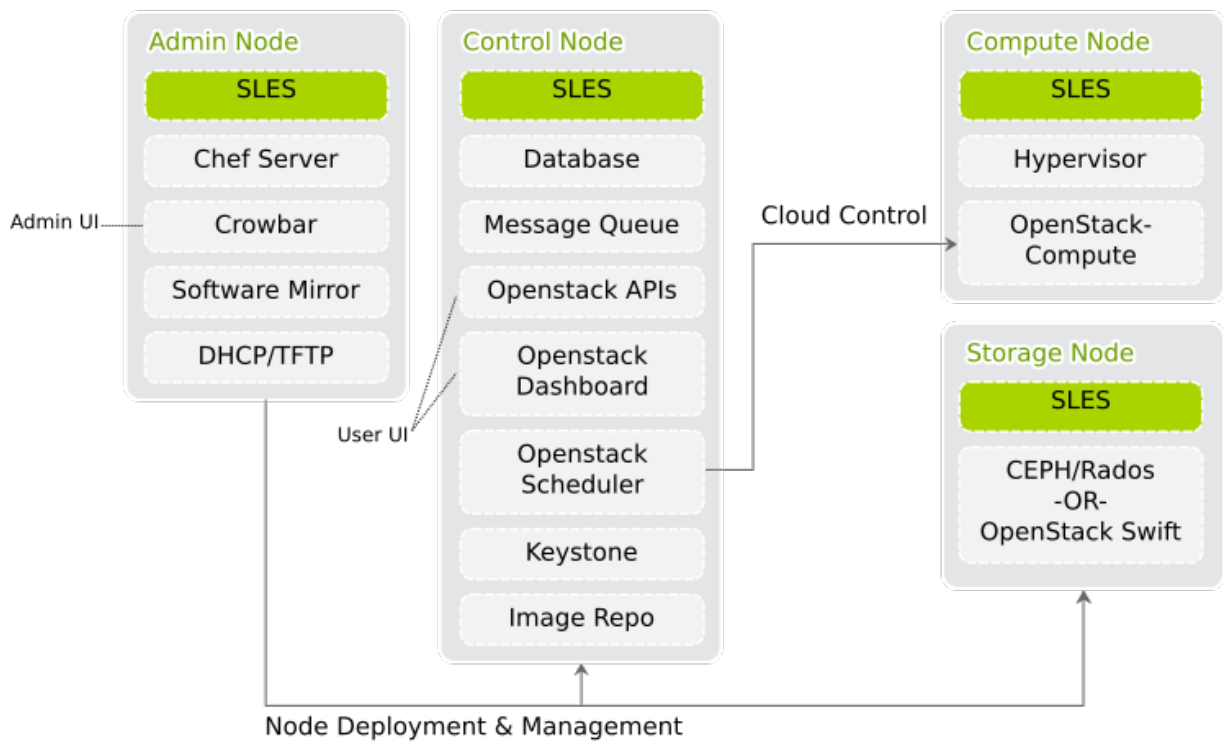 Admin Node
SLES
Chef Server
Admin UI
Crowbar
Software Mirror
DHCP/TFTP
Control Node
SLES
Database
Message Queue
Openstack APIs
Openstack
Dashboard
User UI
Openstack
Scheduler
Keystone
Image Repo
Cloud Control
Compute Node
SLES
Hypervisor
OpenStack-
Compute
Storage Node
SLES
CEPH/Rados
-OR-
OpenStack Swift
Node Deployment & Management